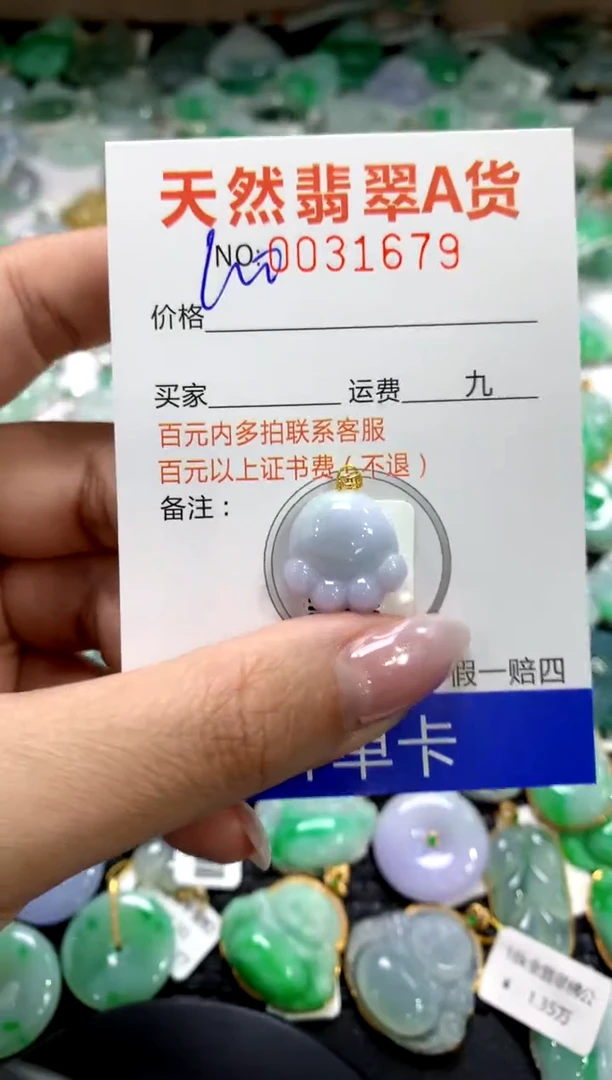 天然翡翠A货
NO:0031679
价格
买家 运费 九
百元内多拍联系客服
百元以上证书费(不退)
备注：
假一赔四
单卡
¥ 1.35万